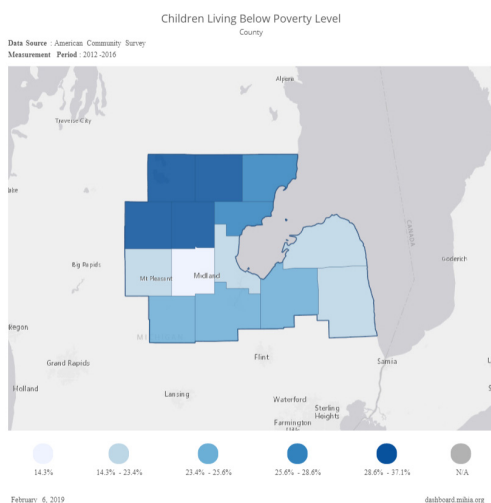 Children Living Below Poverty Level
County
Data Source : American Community Survey
Measurement Period : 2012 -2016
Alpena
Traverse City
CANADA
Goderich
Big Rapids
Mt Pleasant
Midland
Flint
Sarnia
Grand Rapids
Holland
Lansing
Waterford
Sterling
Heights
Farmington
14.3%
14.3% - 23.4%
23.4% - 25.6%
25.6% - 28.6%
28.6% - 37.1%
N/A
February 6, 2019
dashboard.mihia.org